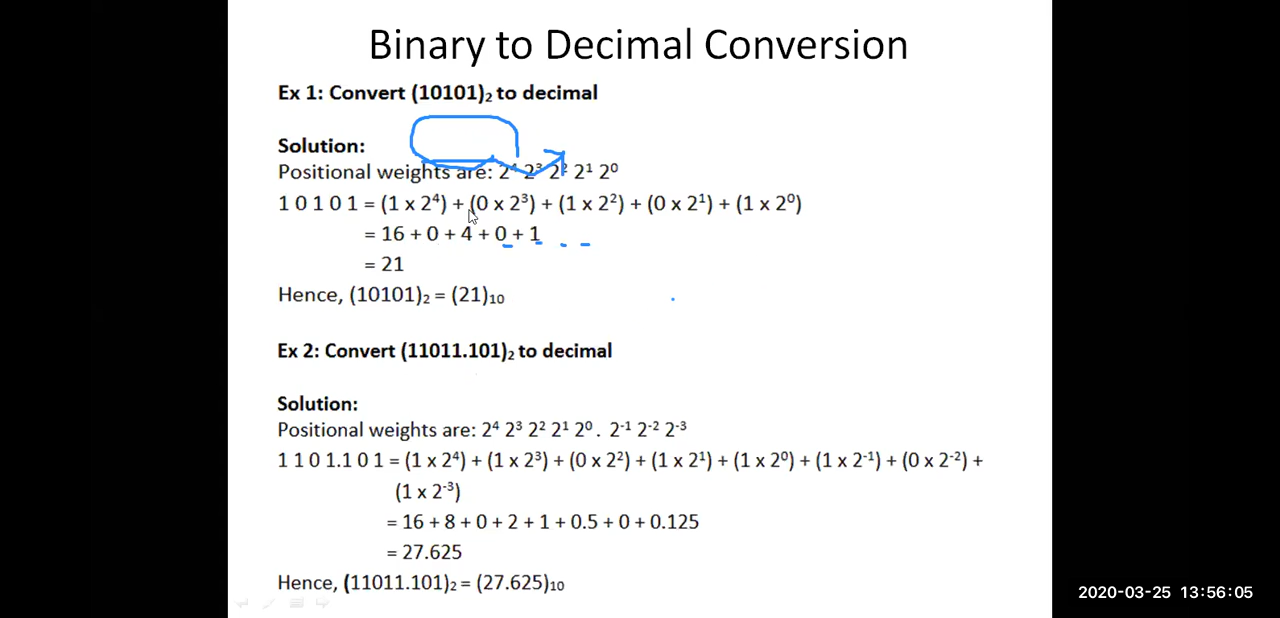 Binary to Decimal Conversion
Ex 1: Convert (10101)₂ to decimal
Solution:
Positional weights are: 2⁴ 2³ 2² 2¹ 2⁰
1 0 1 0 1 = (1 x 2⁴) + (0 x 2³) + (1 x 2²) + (0 x 2¹) + (1 x 2⁰)
= 16 + 0 + 4 + 0 + 1
= 21
Hence, (10101)₂ = (21)₁₀
Ex 2: Convert (11011.101)₂ to decimal
Solution:
Positional weights are: 2⁴ 2³ 2² 2¹ 2⁰ . 2⁻¹ 2⁻² 2⁻³
1 1 0 1.1 0 1 = (1 x 2⁴) + (1 x 2³) + (0 x 2²) + (1 x 2¹) + (1 x 2⁰) + (1 x 2⁻¹) + (0 x 2⁻²) +
(1 x 2⁻³)
= 16 + 8 + 0 + 2 + 1 + 0.5 + 0 + 0.125
= 27.625
Hence, (11011.101)₂ = (27.625)₁₀
2020-03-25 13:56:05